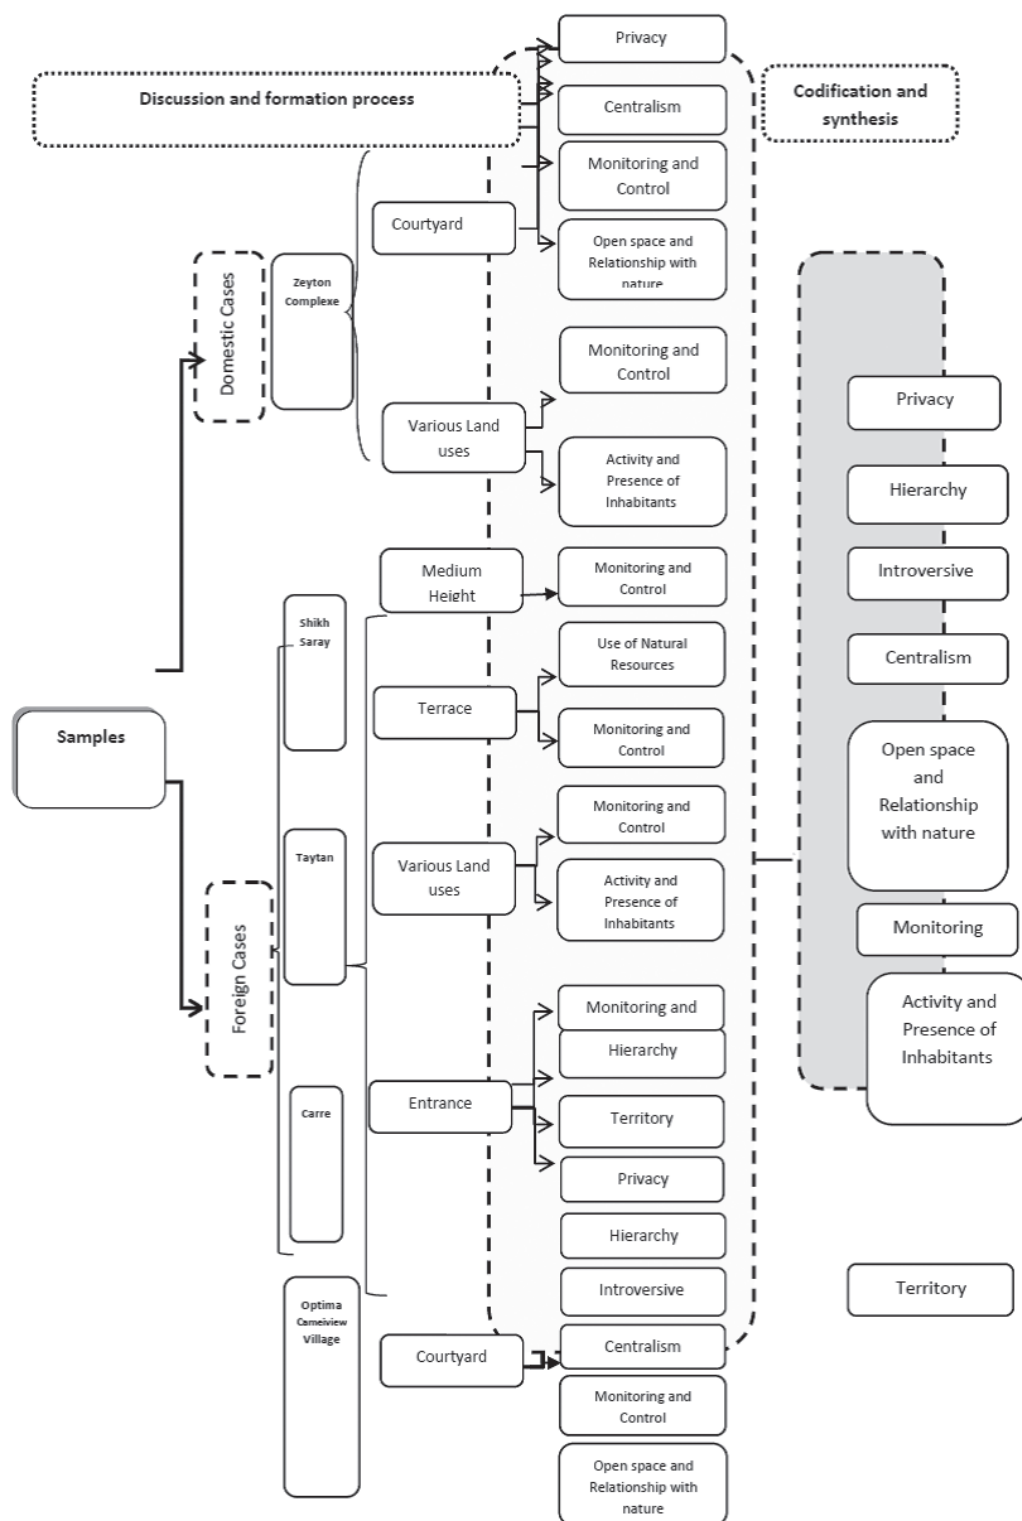 Discussion and formation process
Codification and
synthesis
Samples
Domestic Cases
Foreign Cases
Zeyton
Complexe
Shikh
Saray
Taytan
Carre
Optima
Cameiview
Village
Courtyard
Various Land
uses
Medium
Height
Terrace
Various Land
uses
Entrance
Courtyard
Privacy
Centralism
Monitoring and
Control
Open space and
Relationship with
nature
Monitoring and
Control
Activity and
Presence of
Inhabitants
Monitoring and
Control
Use of Natural
Resources
Monitoring and
Control
Monitoring and
Control
Activity and
Presence of
Inhabitants
Monitoring and
Hierarchy
Territory
Privacy
Hierarchy
Introversive
Centralism
Monitoring and
Control
Open space and
Relationship with
nature
Privacy
Hierarchy
Introversive
Centralism
Open space
and
Relationship
with nature
Monitoring
Activity and
Presence of
Inhabitants
Territory